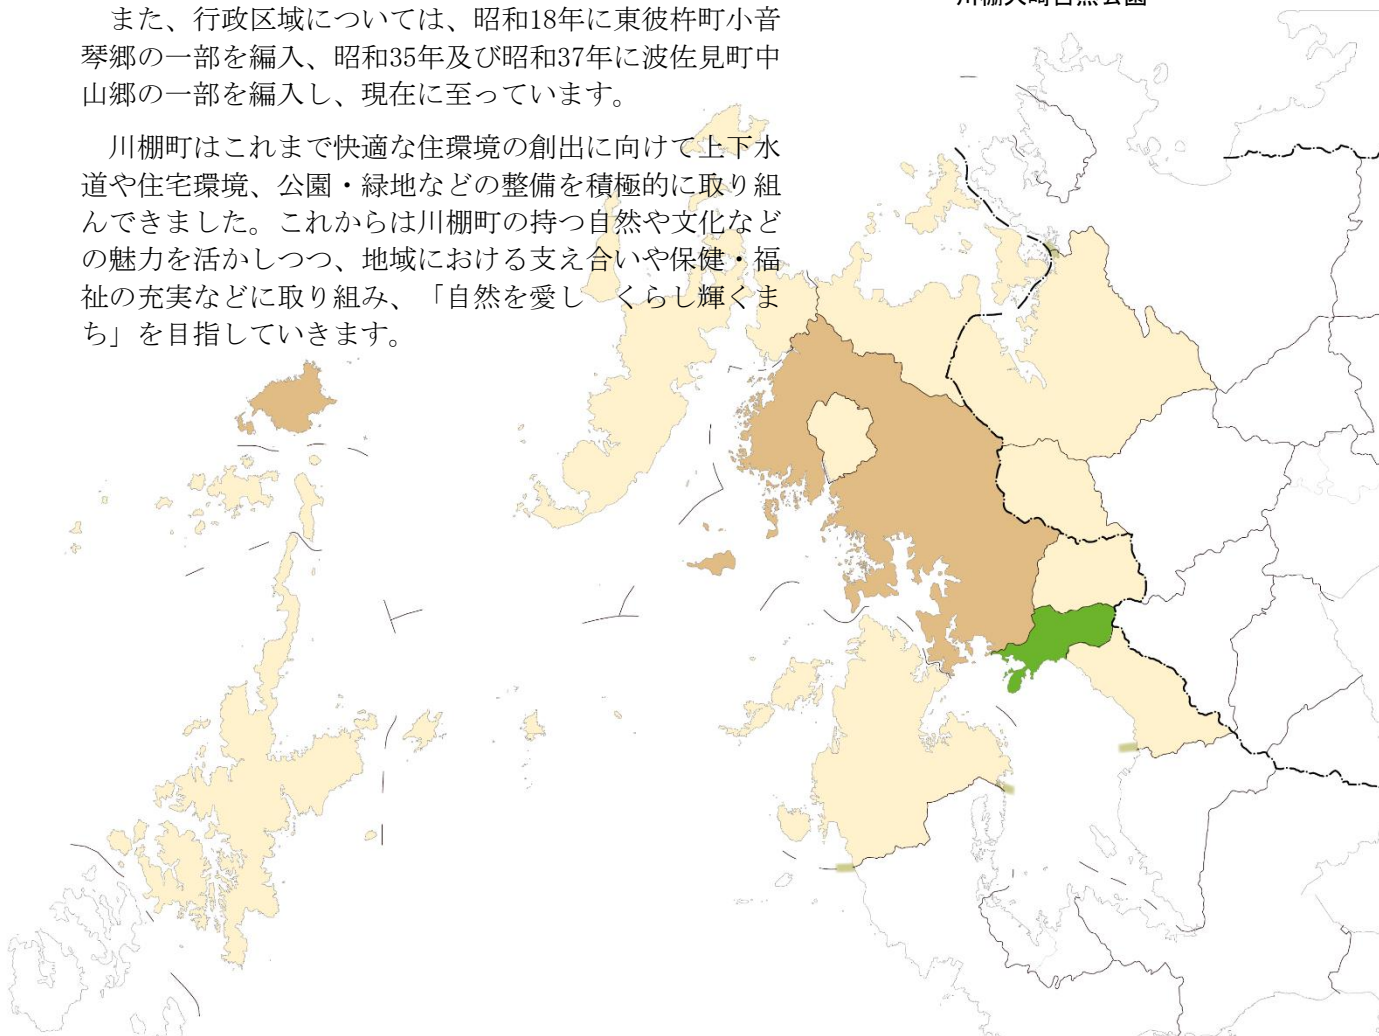 また、行政区域については、昭和18年に東彼杵町小音
琴郷の一部を編入、昭和35年及び昭和37年に波佐見町中
山郷の一部を編入し、現在に至っています。
川棚町はこれまで快適な住環境の創出に向けて上下水
道や住宅環境、公園・緑地などの整備を積極的に取り組
んできました。これからは川棚町の持つ自然や文化など
の魅力を活かしつつ、地域における支え合いや保健・福
祉の充実などに取り組み、「自然を愛し　くらし輝くま
ち」を目指していきます。
川棚大崎自然公園